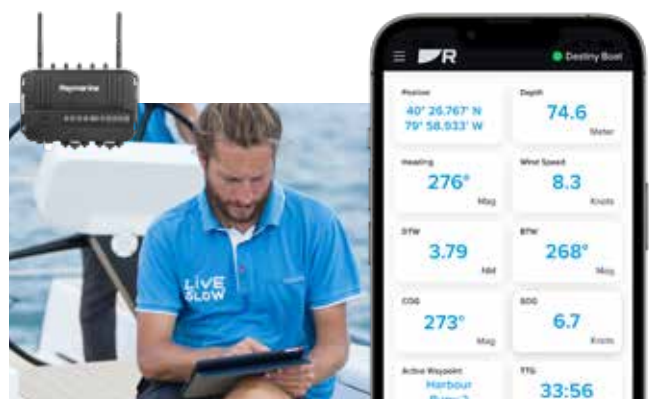 Raymarine
LIVE
SLOW
R
Destiny Boat
Position
40° 26.767' N
79° 58.933' W
Depth
74.6
Meter
Heading
276°
Mag
Wind Speed
8.3
Knots
DTW
3.79
NM
BTW
268°
Mag
COG
273°
Mag
SOG
6.7
Knots
Active Waypoint
Harbour
TTG
33:56